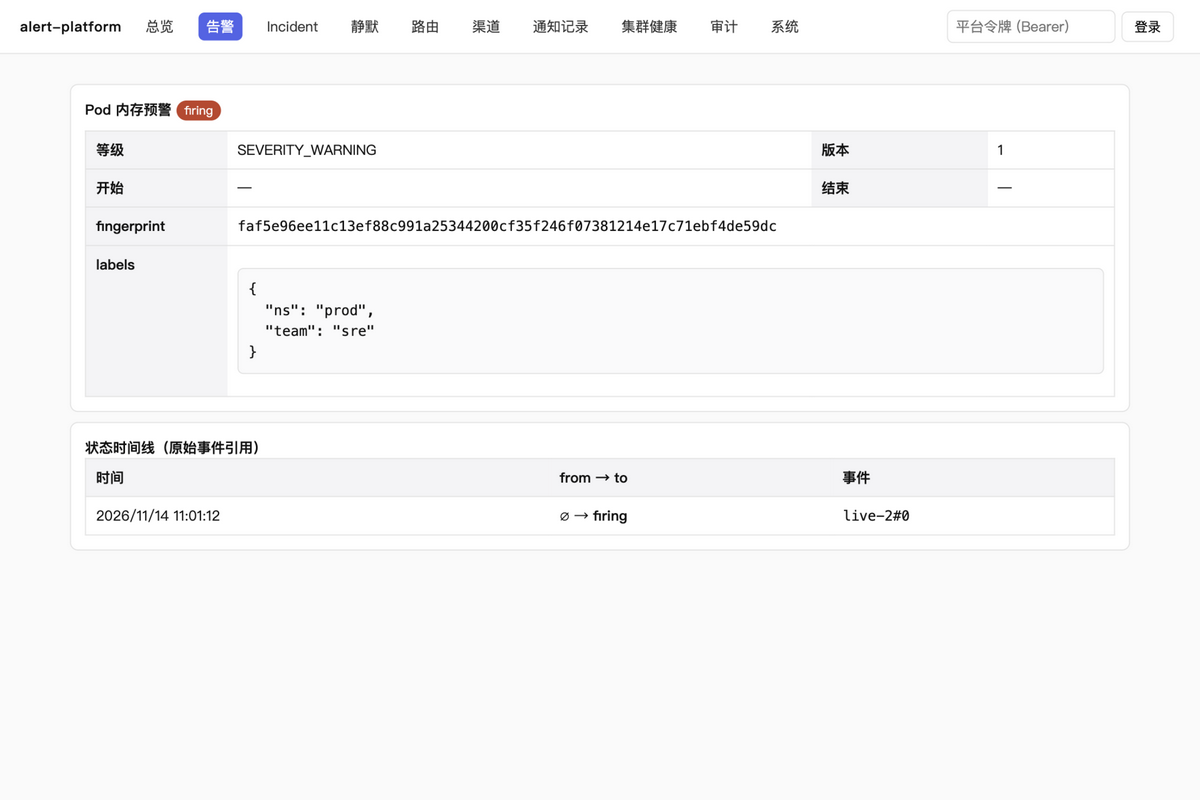 alert-platform 总览 告警 Incident 静默 路由 渠道 通知记录 集群健康 审计 系统 平台令牌 (Bearer) 登录
Pod 内存预警 firing
等级 SEVERITY_WARNING 版本 1
开始 — 结束 —
fingerprint faf5e96ee11c13ef88c991a25344200cf35f246f07381214e17c71ebf4de59dc
labels
{
"ns": "prod",
"team": "sre"
}
状态时间线（原始事件引用）
时间 from → to 事件
2026/11/14 11:01:12 ∅ → firing live-2#0